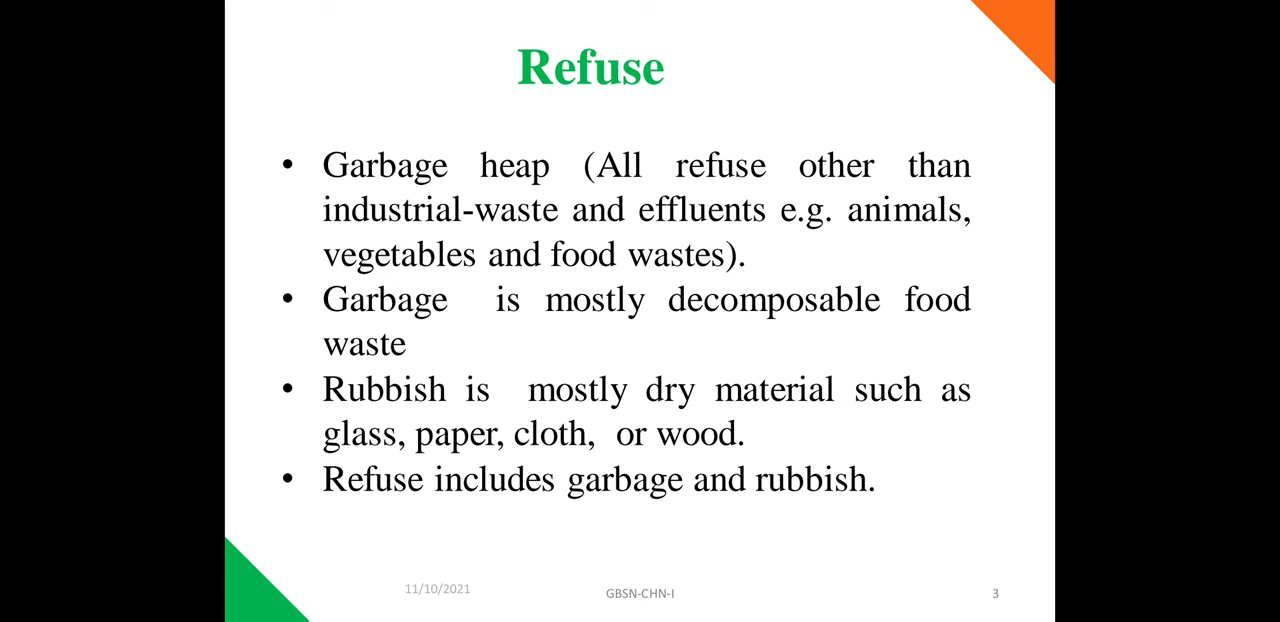 Refuse
• Garbage heap (All refuse other than
industrial-waste and effluents e.g. animals,
vegetables and food wastes).
• Garbage is mostly decomposable food
waste
• Rubbish is mostly dry material such as
glass, paper, cloth, or wood.
• Refuse includes garbage and rubbish.
11/10/2021
GBSN-CHN-I
3